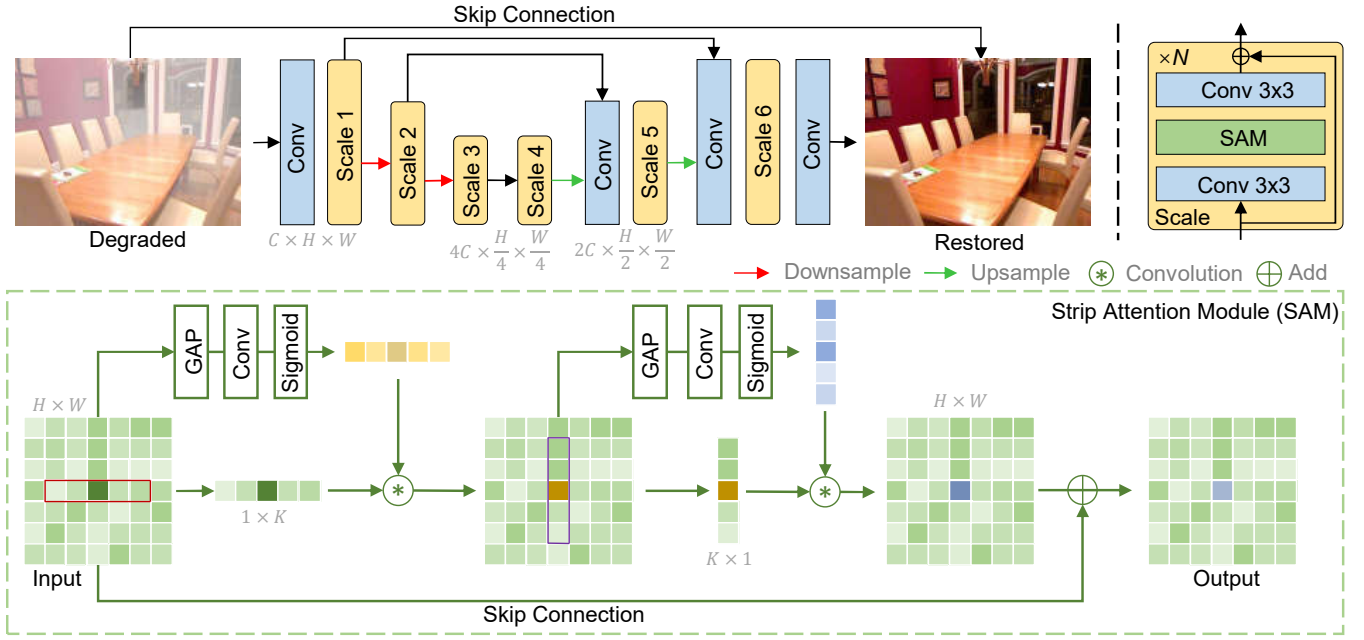 Skip Connection
Degraded
Conv
Scale 1
Scale 2
Scale 3
Scale 4
Conv
Scale 5
Conv
Scale 6
Conv
Restored
C × H × W
4C × H/4 × W/4
2C × H/2 × W/2
×N
Conv 3x3
SAM
Conv 3x3
Scale
Downsample
Upsample
Convolution
Add
Strip Attention Module (SAM)
GAP
Conv
Sigmoid
GAP
Conv
Sigmoid
H × W
H × W
1 × K
K × 1
Input
Output
Skip Connection